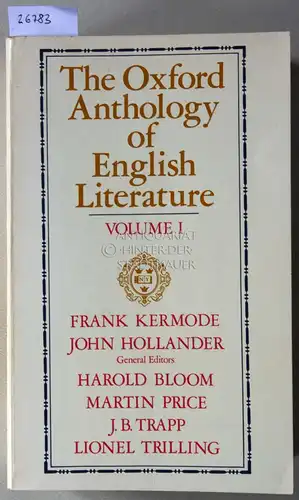 26783
The Oxford
Anthology
of
English
Literature
VOLUME I
ANTIQUARIAT
© HINTER DER
STADTMAUER
FRANK KERMODE
JOHN HOLLANDER
General Editors
HAROLD BLOOM
MARTIN PRICE
J.B. TRAPP
LIONEL TRILLING